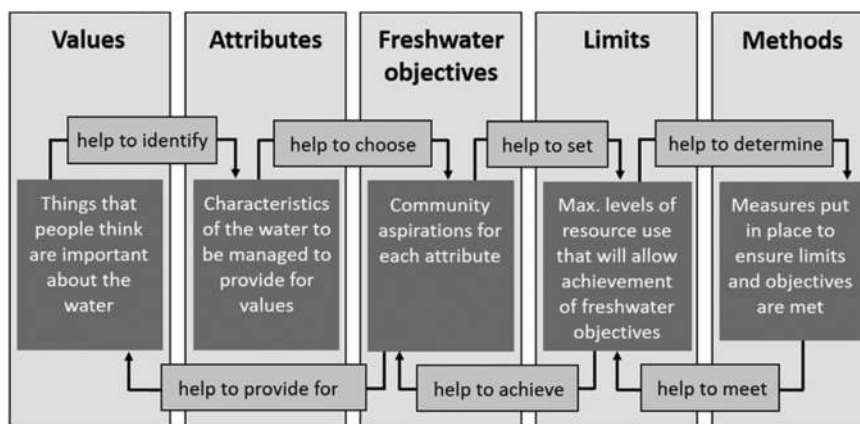 Values
Attributes
Freshwater
objectives
Limits
Methods
help to identify
help to choose
help to set
help to determine
Things that
people think
are important
about the
water
Characteristics
of the water to
be managed to
provide for
values
Community
aspirations for
each attribute
Max. levels of
resource use
that will allow
achievement
of freshwater
objectives
Measures put
in place to
ensure limits
and objectives
are met
help to provide for
help to achieve
help to meet